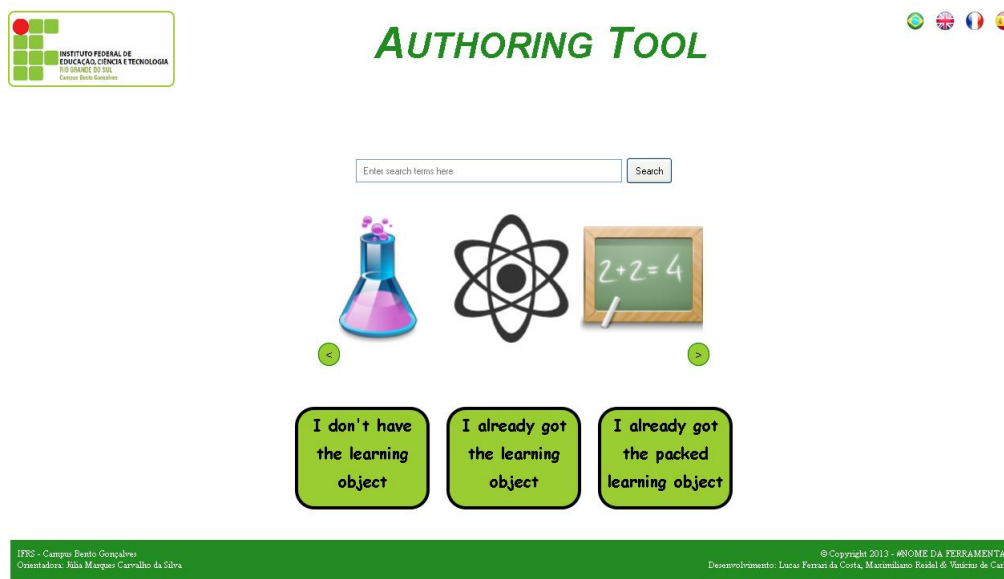 INSTITUTO FEDERAL DE
EDUCAÇÃO, CIÊNCIA E TECNOLOGIA
RIO GRANDE DO SUL
Campus Bento Gonçalves
AUTHORING TOOL
Enter search terms here
Search
2+2=4
<
>
I don't have
the learning
object
I already got
the learning
object
I already got
the packed
learning object
IFRS - Campus Bento Gonçalves
Orientadora: Júlia Marques Carvalho da Silva
© Copyright 2013 - #NOME DA FERRAMENTA
Desenvolvimento: Lucas Ferrari da Costa, Maximiliano Reidel & Vinícius de